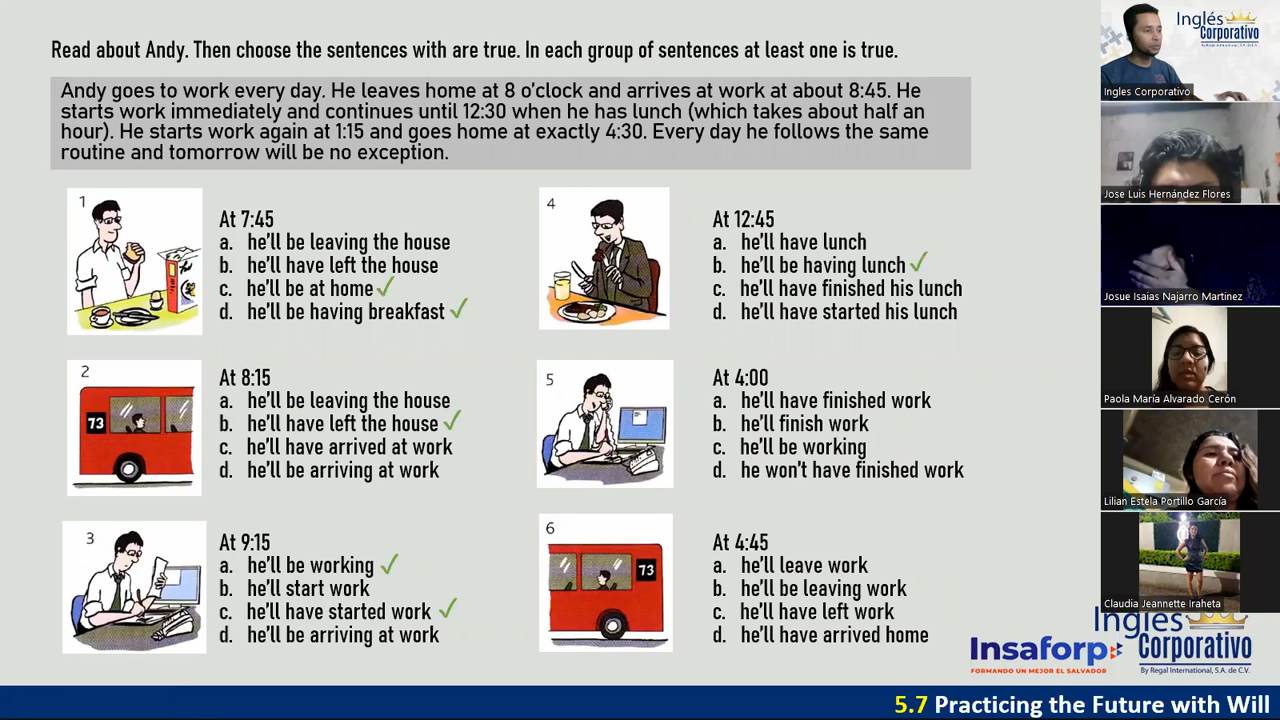 Read about Andy. Then choose the sentences with are true. In each group of sentences at least one is true.
Andy goes to work every day. He leaves home at 8 o'clock and arrives at work at about 8:45. He
starts work immediately and continues until 12:30 when he has lunch (which takes about half an
hour). He starts work again at 1:15 and goes home at exactly 4:30. Every day he follows the same
routine and tomorrow will be no exception.
1
At 7:45
a. he'll be leaving the house
b. he'll have left the house
c. he'll be at home ✓
d. he'll be having breakfast ✓
2
73
At 8:15
a. he'll be leaving the house
b. he'll have left the house ✓
c. he'll have arrived at work
d. he'll be arriving at work
3
At 9:15
a. he'll be working ✓
b. he'll start work
c. he'll have started work ✓
d. he'll be arriving at work
4
At 12:45
a. he'll have lunch
b. he'll be having lunch ✓
c. he'll have finished his lunch
d. he'll have started his lunch
5
At 4:00
a. he'll have finished work
b. he'll finish work
c. he'll be working
d. he won't have finished work
6
73
At 4:45
a. he'll leave work
b. he'll be leaving work
c. he'll have left work
d. he'll have arrived home
Inglés
Corporativo
By Regal International, S.A. de C.V.
Ingles Corporativo
Jose Luis Hernández Flores
Josue Isaias Najarro Martinez
Paola María Alvarado Cerón
Lilian Estela Portillo García
Claudia Jeannette Iraheta
Insaforp
FORMANDO UN MEJOR EL SALVADOR
Inglés
Corporativo
By Regal International, S.A. de C.V.
5.7 Practicing the Future with Will